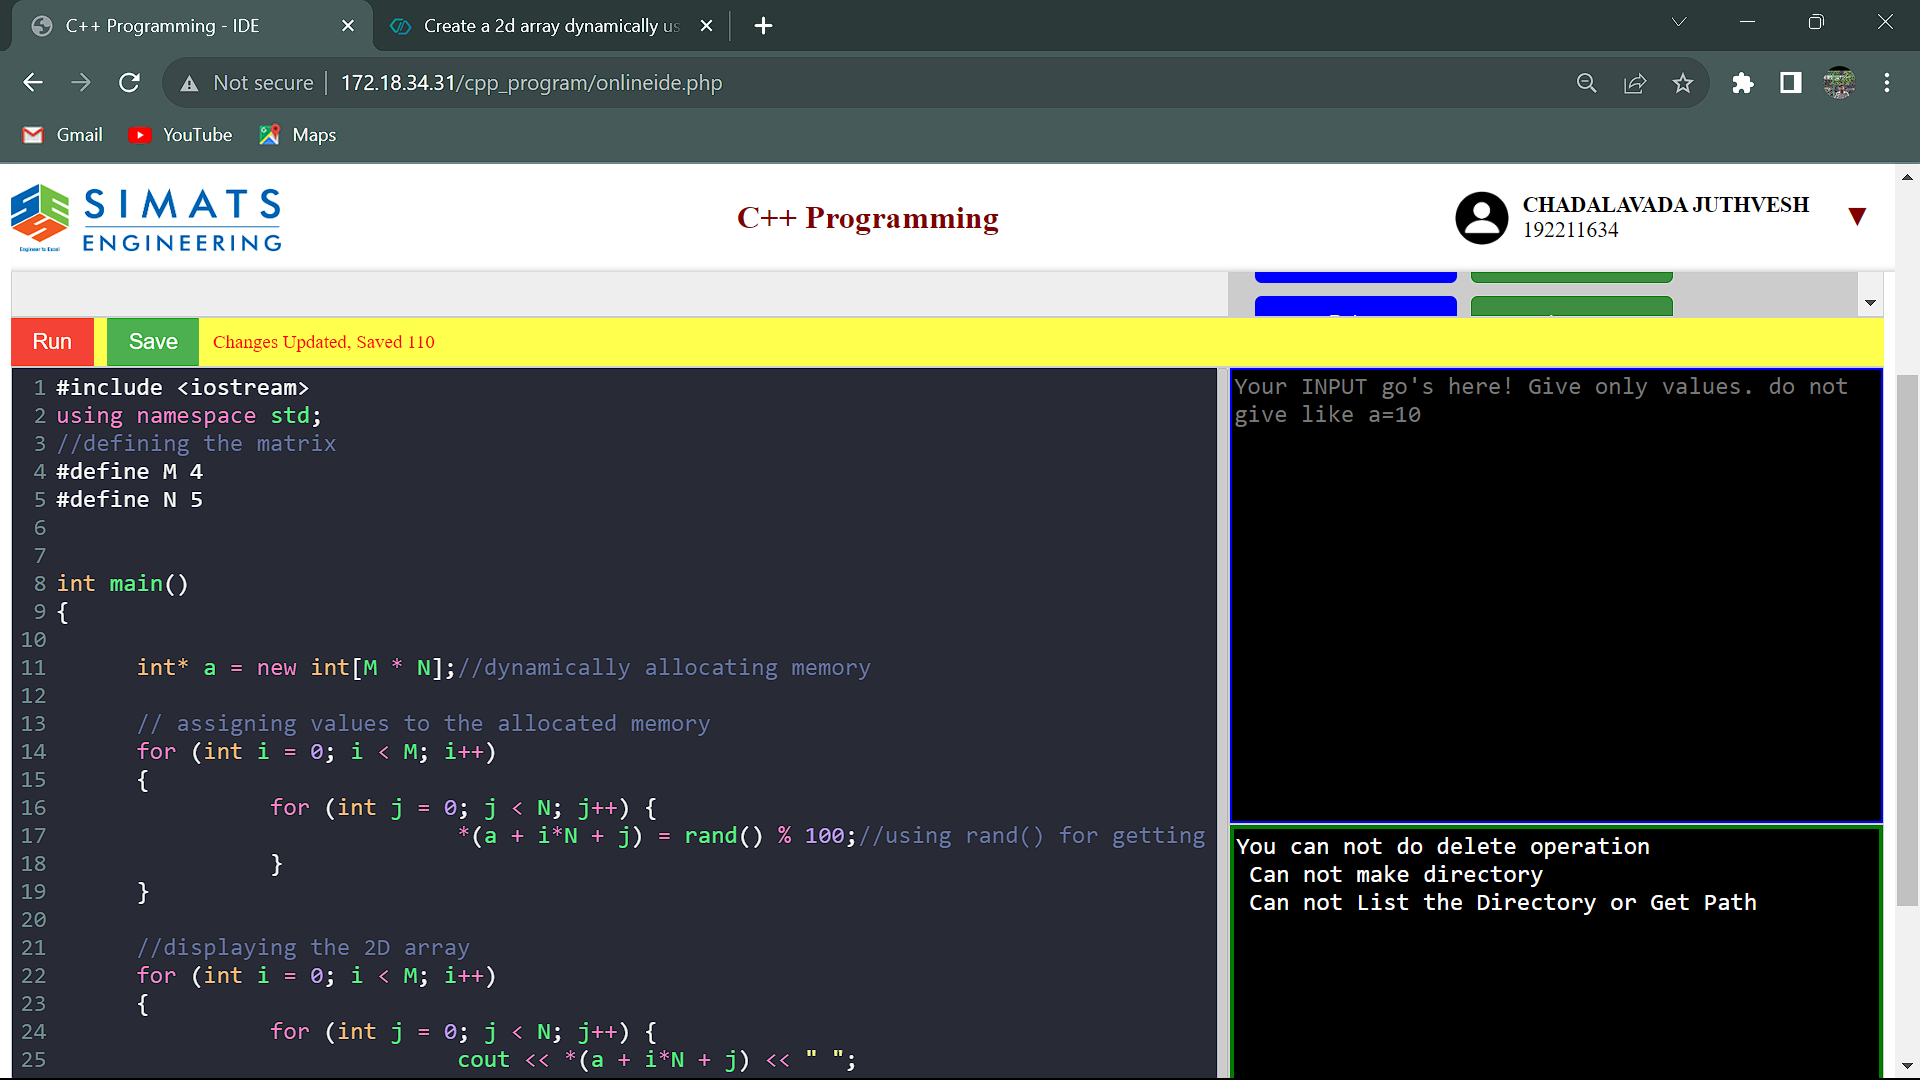 C++ Programming - IDE
Create a 2d array dynamically us
Not secure
172.18.34.31/cpp_program/onlineide.php
Gmail
YouTube
Maps
SIMATS
ENGINEERING
Engineer to Excel
C++ Programming
CHADALAVADA JUTHVESH
192211634
Run
Save
Changes Updated, Saved 110
1 #include <iostream>
2 using namespace std;
3 //defining the matrix
4 #define M 4
5 #define N 5
6
7
8 int main()
9 {
10
11 int* a = new int[M * N];//dynamically allocating memory
12
13 // assigning values to the allocated memory
14 for (int i = 0; i < M; i++)
15 {
16 for (int j = 0; j < N; j++) {
17 *(a + i*N + j) = rand() % 100;//using rand() for getting
18 }
19 }
20
21 //displaying the 2D array
22 for (int i = 0; i < M; i++)
23 {
24 for (int j = 0; j < N; j++) {
25 cout << *(a + i*N + j) << " ";
Your INPUT go's here! Give only values. do not
give like a=10
You can not do delete operation
Can not make directory
Can not List the Directory or Get Path